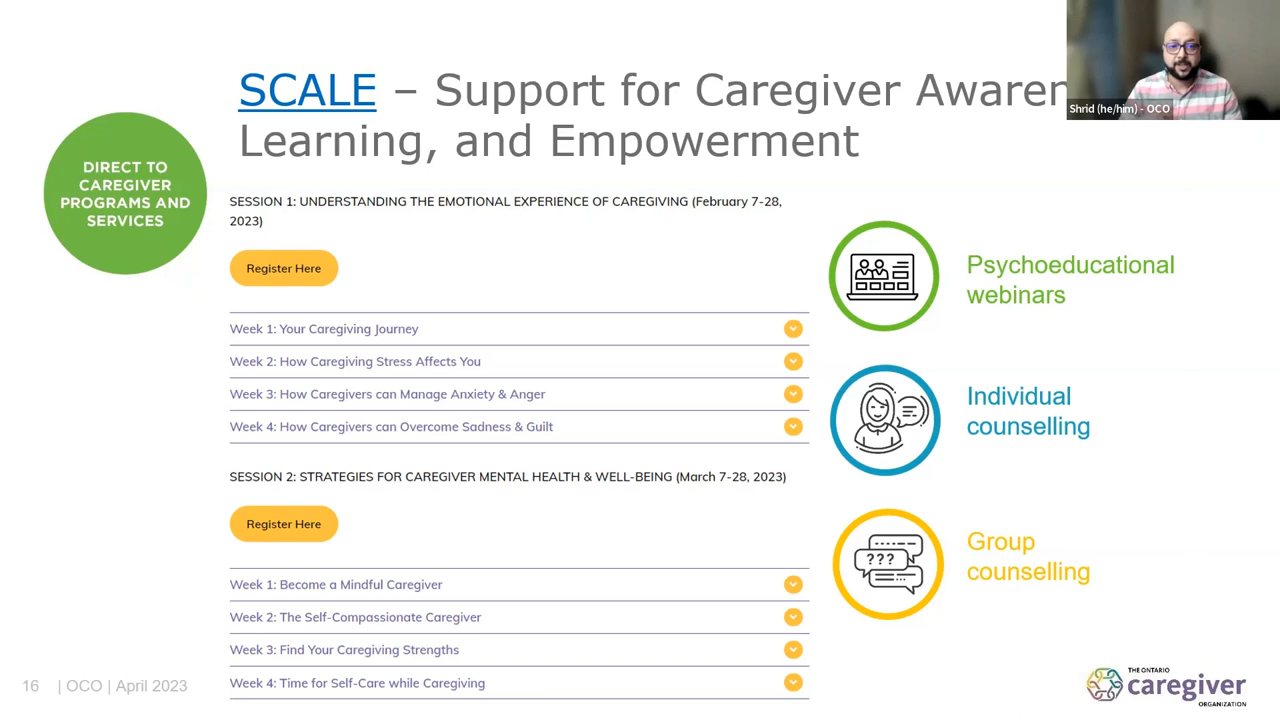 SCALE – Support for Caregiver Awaren
Learning, and Empowerment
Shrid (he/him) - OCO
DIRECT TO
CAREGIVER
PROGRAMS AND
SERVICES
SESSION 1: UNDERSTANDING THE EMOTIONAL EXPERIENCE OF CAREGIVING (February 7-28,
2023)
Register Here
Week 1: Your Caregiving Journey
Week 2: How Caregiving Stress Affects You
Week 3: How Caregivers can Manage Anxiety & Anger
Week 4: How Caregivers can Overcome Sadness & Guilt
SESSION 2: STRATEGIES FOR CAREGIVER MENTAL HEALTH & WELL-BEING (March 7-28, 2023)
Register Here
Week 1: Become a Mindful Caregiver
Week 2: The Self-Compassionate Caregiver
Week 3: Find Your Caregiving Strengths
Week 4: Time for Self-Care while Caregiving
Psychoeducational
webinars
Individual
counselling
???
Group
counselling
16 | OCO | April 2023
THE ONTARIO
caregiver
ORGANIZATION